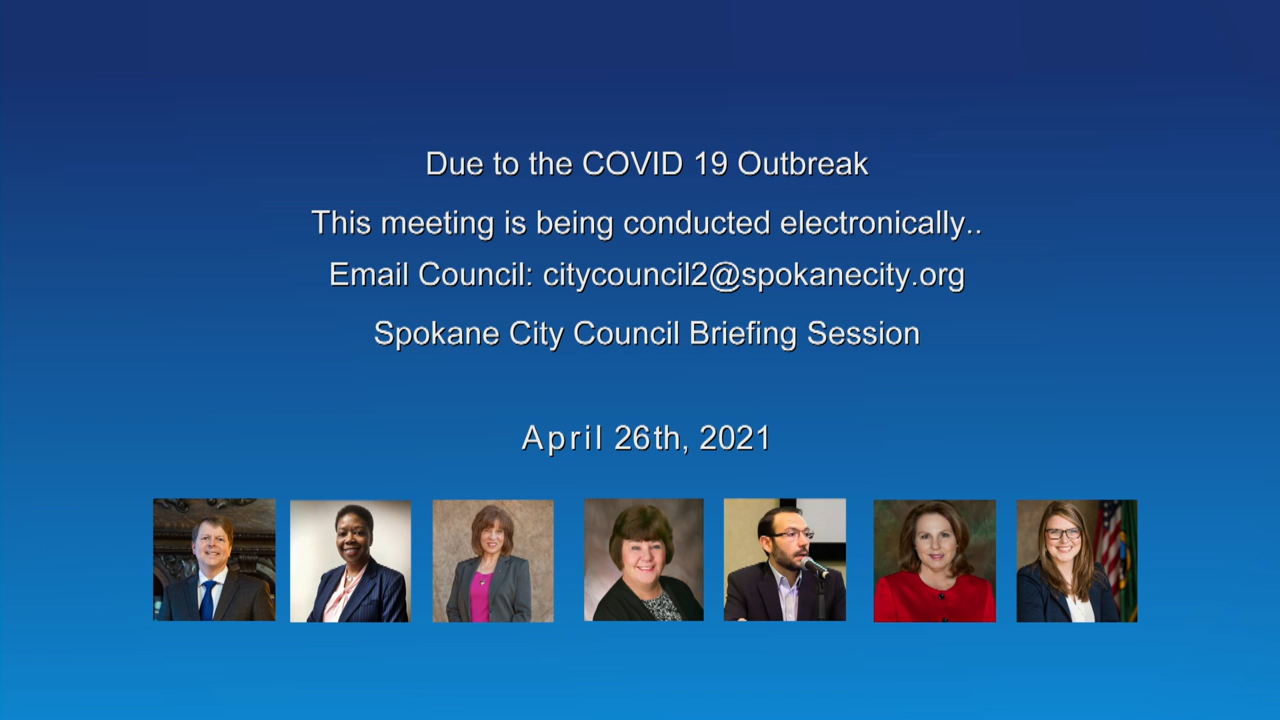 Due to the COVID 19 Outbreak
This meeting is being conducted electronically..
Email Council: citycouncil2@spokanecity.org
Spokane City Council Briefing Session
April 26th, 2021